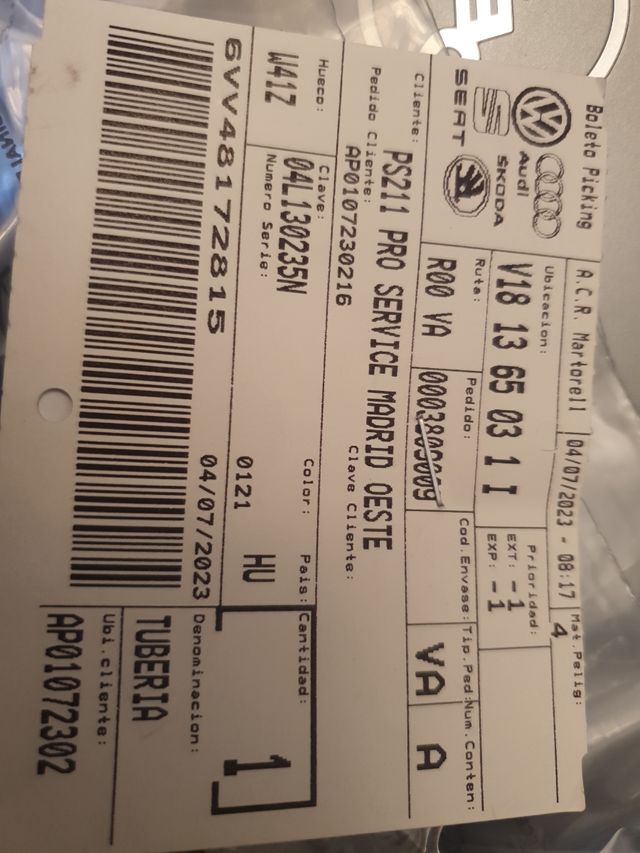 Boleto Picking
A.C.R. Martorell
04/07/2023 - 08:17
Mat.Pelig:
4
Audi
SEAT
ŠKODA
Ubicacion:
V18 13 65 03 1 I
Prioridad:
EXT: -1
EXP: -1
Ruta:
R00 VA
Pedido:
Cod.Envase:
Tip.Ped:
VA
Num.Conten:
A
Cliente:
PS211 PRO SERVICE MADRID OESTE
Pedido Cliente:
AP0107230216
Clave Cliente:
Hueco:
W41Z
Clave:
04L130235N
Numero Serie:
Color:
0121
Pais:
HU
Cantidad:
1
6VV48172815
04/07/2023
Denominacion:
TUBERIA
Ubi.cliente:
AP01072302